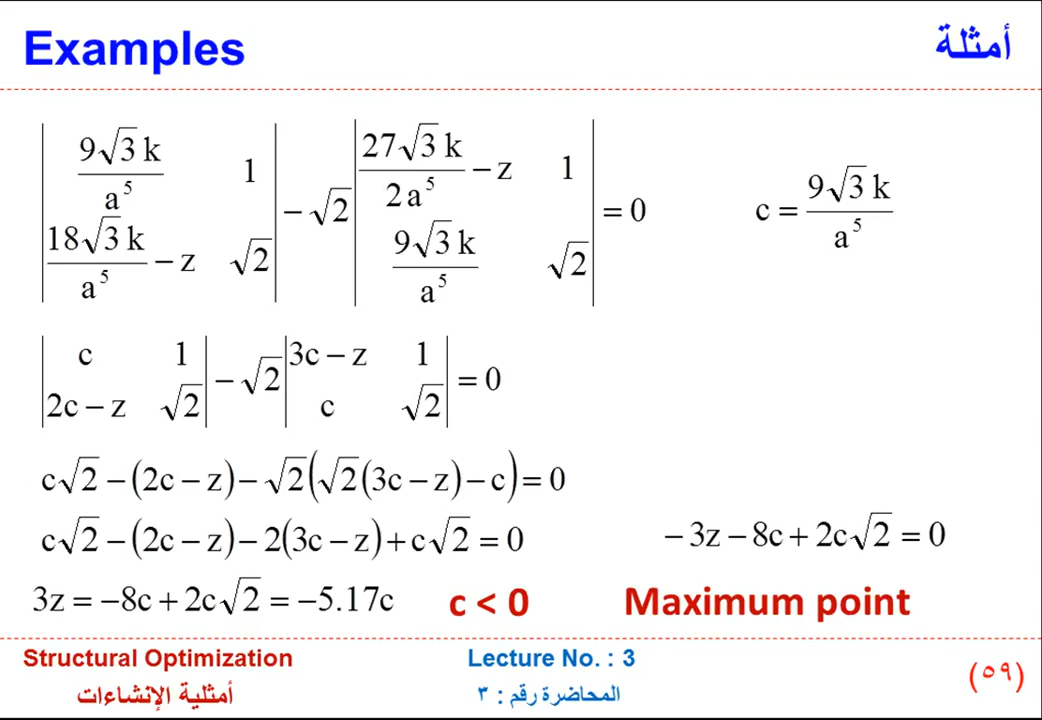 Examples
أمثلة
| 9√3 k / a⁵    1 ; 18√3 k / a⁵ − z    √2 | − √2 | 27√3 k / 2 a⁵ − z    1 ; 9√3 k / a⁵    √2 | = 0
c = 9√3 k / a⁵
| c    1 ; 2c − z    √2 | − √2 | 3c − z    1 ; c    √2 | = 0
c√2 − (2c − z) − √2(√2(3c − z) − c) = 0
c√2 − (2c − z) − 2(3c − z) + c√2 = 0
− 3z − 8c + 2c√2 = 0
3z = −8c + 2c√2 = −5.17c
c < 0
Maximum point
Structural Optimization
Lecture No. : 3
(٥٩)
أمثلية الإنشاءات
المحاضرة رقم : ٣